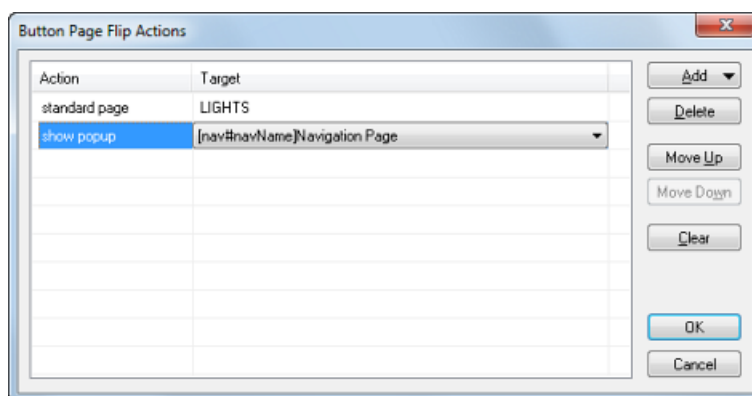 Button Page Flip Actions
Action Target
standard page LIGHTS
show popup [nav#navName]Navigation Page
Add
Delete
Move Up
Move Down
Clear
OK
Cancel